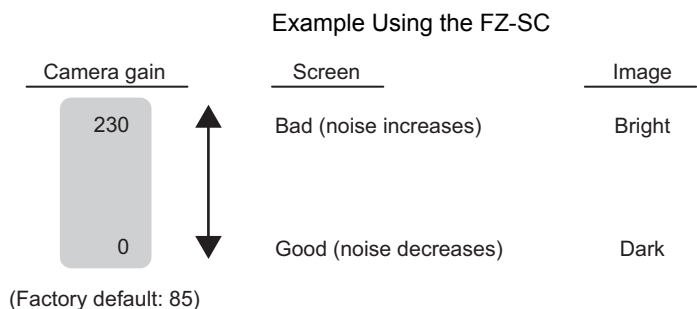 Example Using the FZ-SC
Camera gain Screen Image
230 Bad (noise increases) Bright
0 Good (noise decreases) Dark
(Factory default: 85)